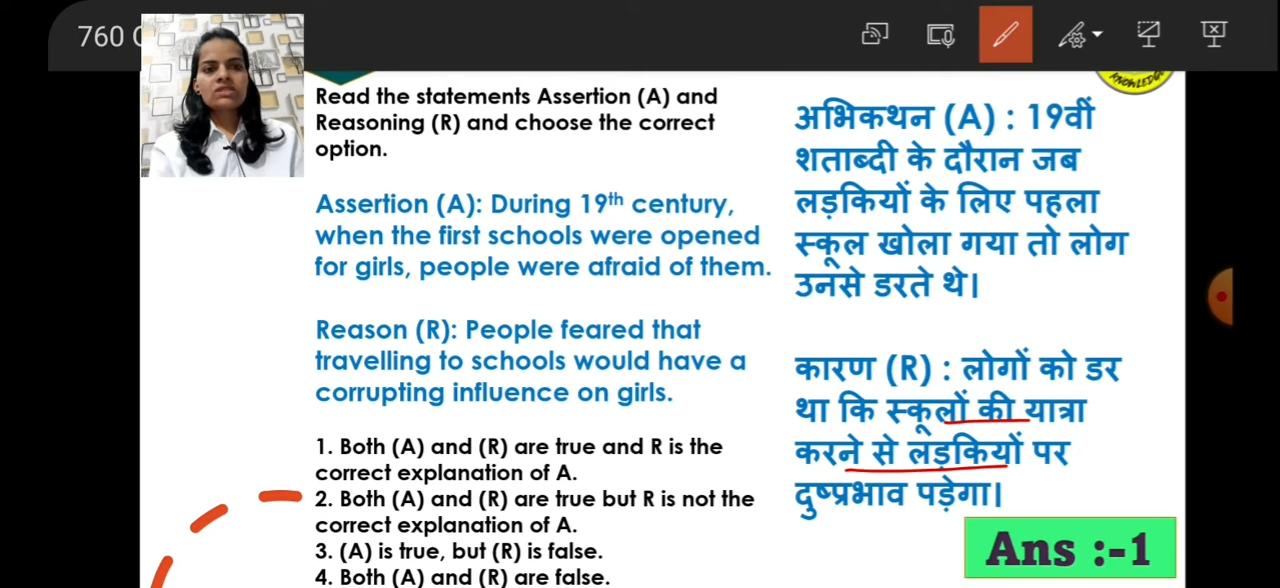 760
KNOWLEDGE
Read the statements Assertion (A) and
Reasoning (R) and choose the correct
option.
Assertion (A): During 19th century,
when the first schools were opened
for girls, people were afraid of them.
Reason (R): People feared that
travelling to schools would have a
corrupting influence on girls.
1. Both (A) and (R) are true and R is the
correct explanation of A.
2. Both (A) and (R) are true but R is not the
correct explanation of A.
3. (A) is true, but (R) is false.
4. Both (A) and (R) are false.
अभिकथन (A) : 19वीं
शताब्दी के दौरान जब
लड़कियों के लिए पहला
स्कूल खोला गया तो लोग
उनसे डरते थे।
कारण (R) : लोगों को डर
था कि स्कूलों की यात्रा
करने से लड़कियों पर
दुष्प्रभाव पड़ेगा।
Ans :-1